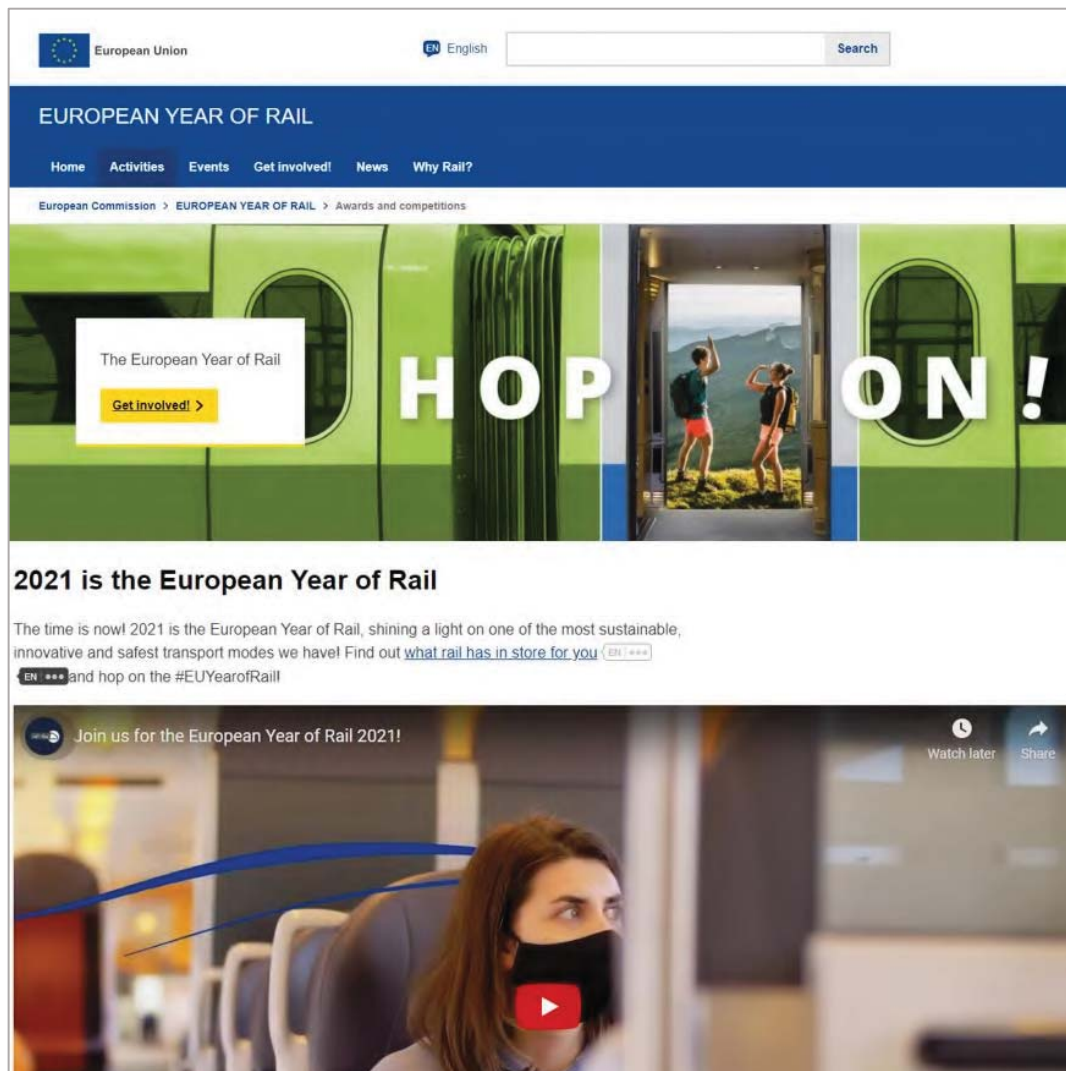 European Union
EN English
Search
EUROPEAN YEAR OF RAIL
Home Activities Events Get involved! News Why Rail?
European Commission > EUROPEAN YEAR OF RAIL > Awards and competitions
The European Year of Rail
Get involved! >
HOP ON!
2021 is the European Year of Rail
The time is now! 2021 is the European Year of Rail, shining a light on one of the most sustainable,
innovative and safest transport modes we have! Find out what rail has in store for you EN •••
EN ••• and hop on the #EUYearofRail!
Join us for the European Year of Rail 2021!
Watch later
Share